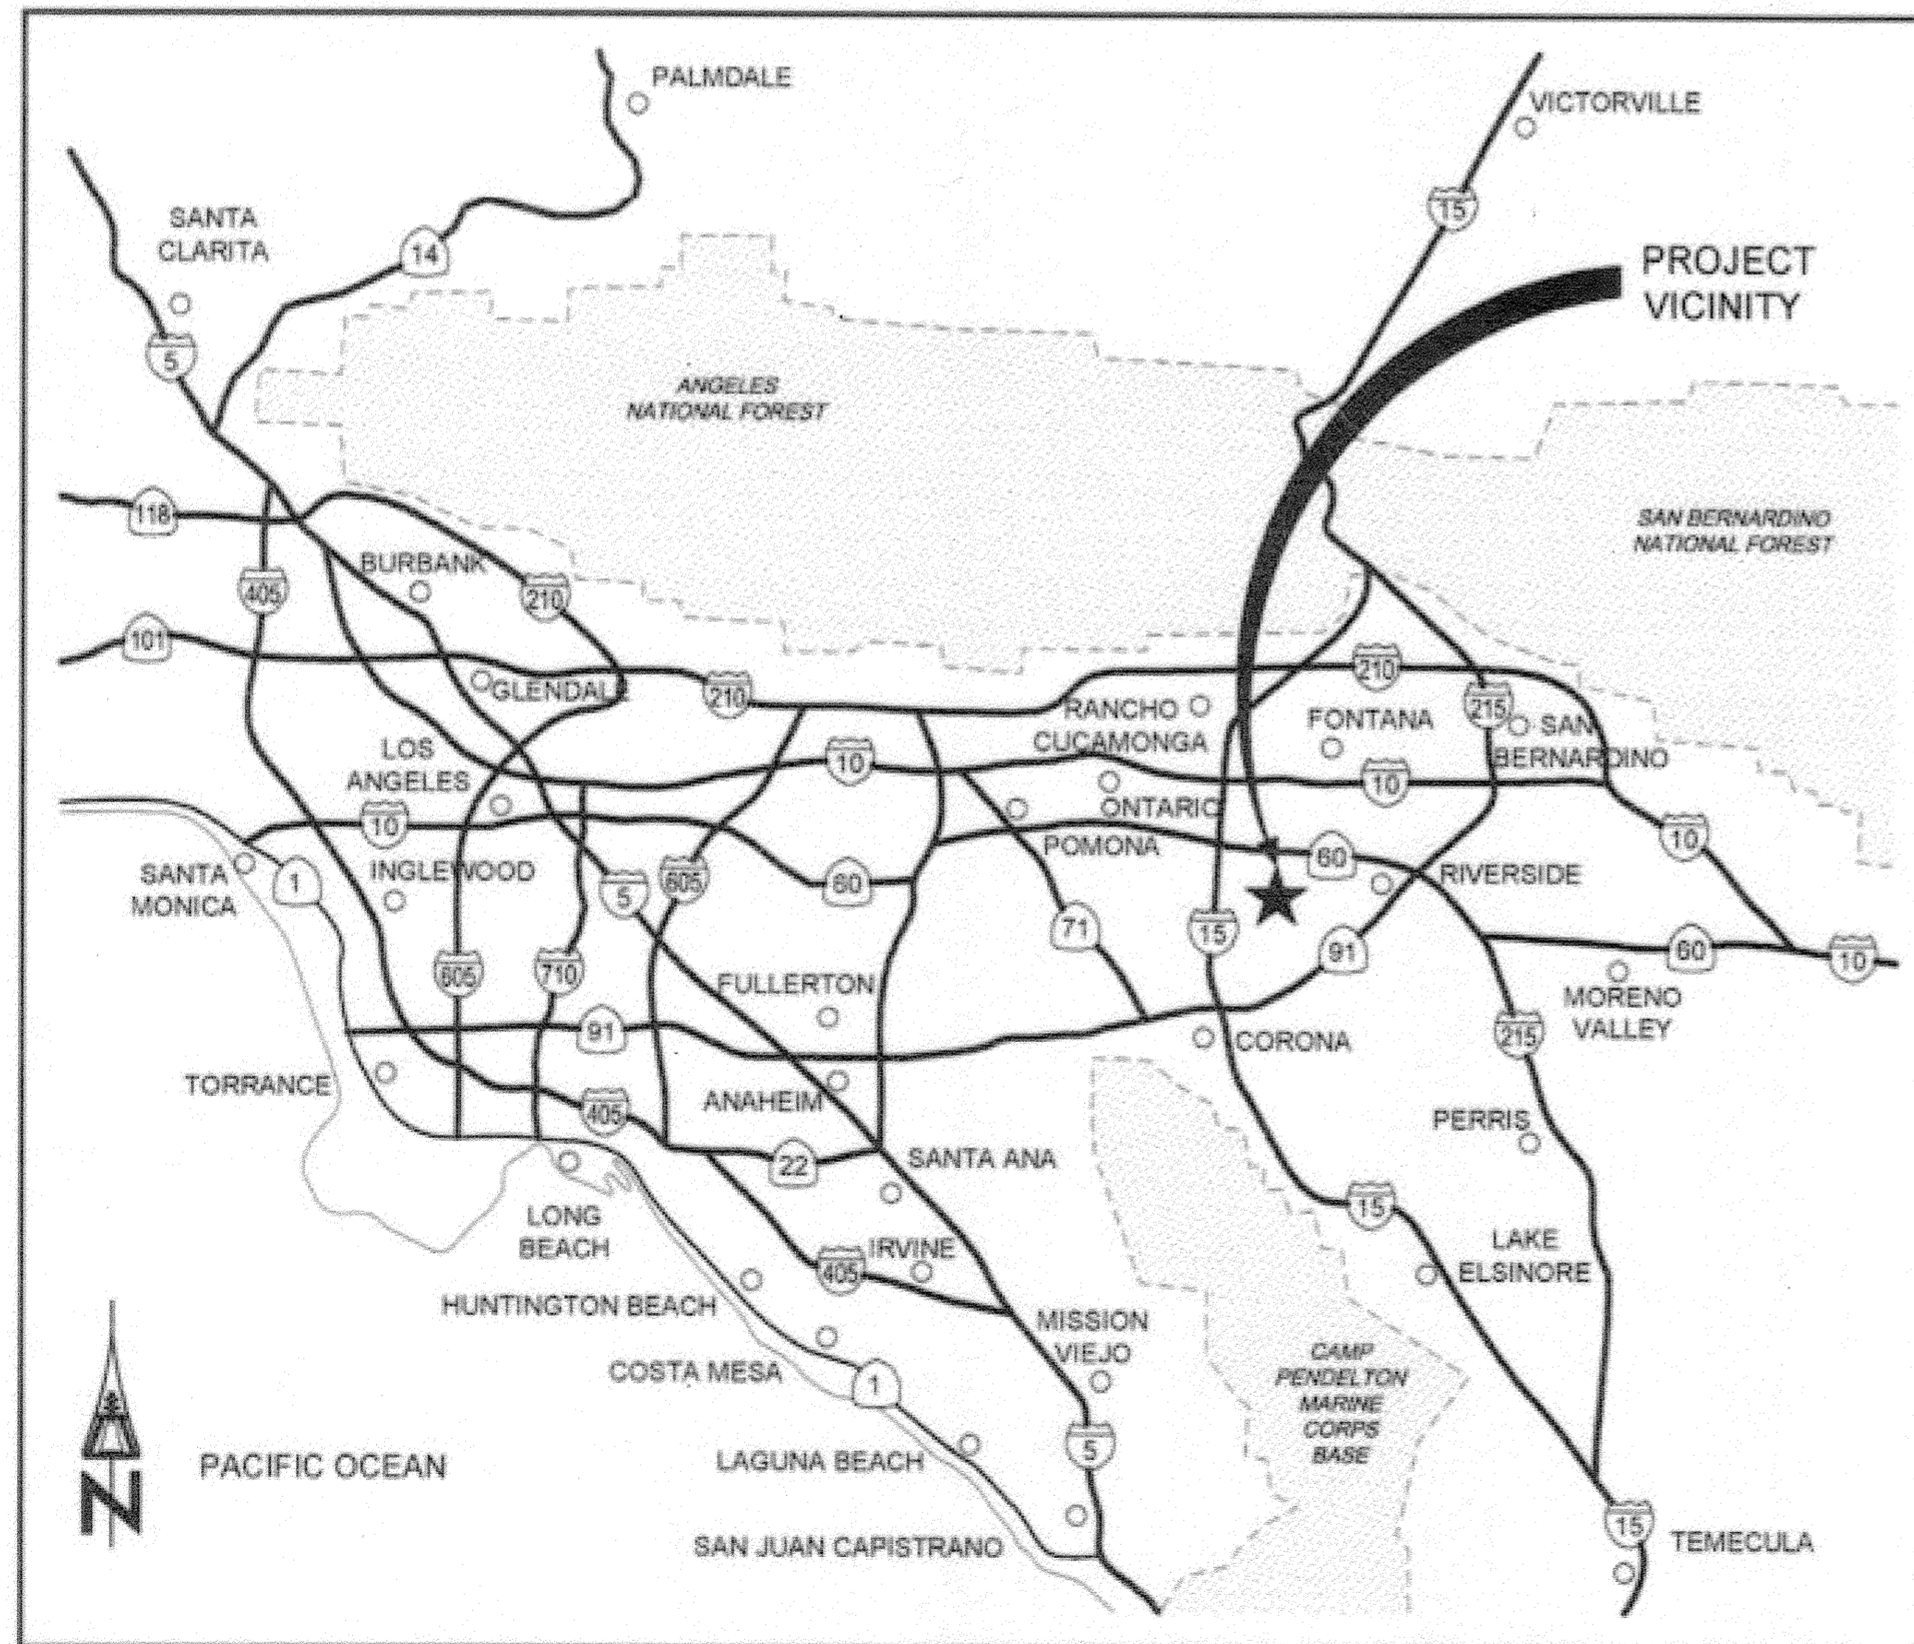 PALMDALE
VICTORVILLE
SANTA
CLARITA
15
14
PROJECT
VICINITY
5
ANGELES
NATIONAL FOREST
118
SAN BERNARDINO
NATIONAL FOREST
BURBANK
405
210
101
GLENDALE
210
210
RANCHO
CUCAMONGA
FONTANA
215
SAN
BERNARDINO
LOS
ANGELES
10
10
ONTARIO
10
10
POMONA
60
RIVERSIDE
SANTA
MONICA
1
INGLEWOOD
5
605
60
71
15
91
60
10
605
710
FULLERTON
MORENO
VALLEY
91
CORONA
215
TORRANCE
405
ANAHEIM
PERRIS
22
SANTA ANA
15
LONG
BEACH
IRVINE
405
LAKE
ELSINORE
HUNTINGTON BEACH
MISSION
VIEJO
COSTA MESA
1
CAMP
PENDELTON
MARINE
CORPS
BASE
5
LAGUNA BEACH
N
PACIFIC OCEAN
SAN JUAN CAPISTRANO
15
TEMECULA